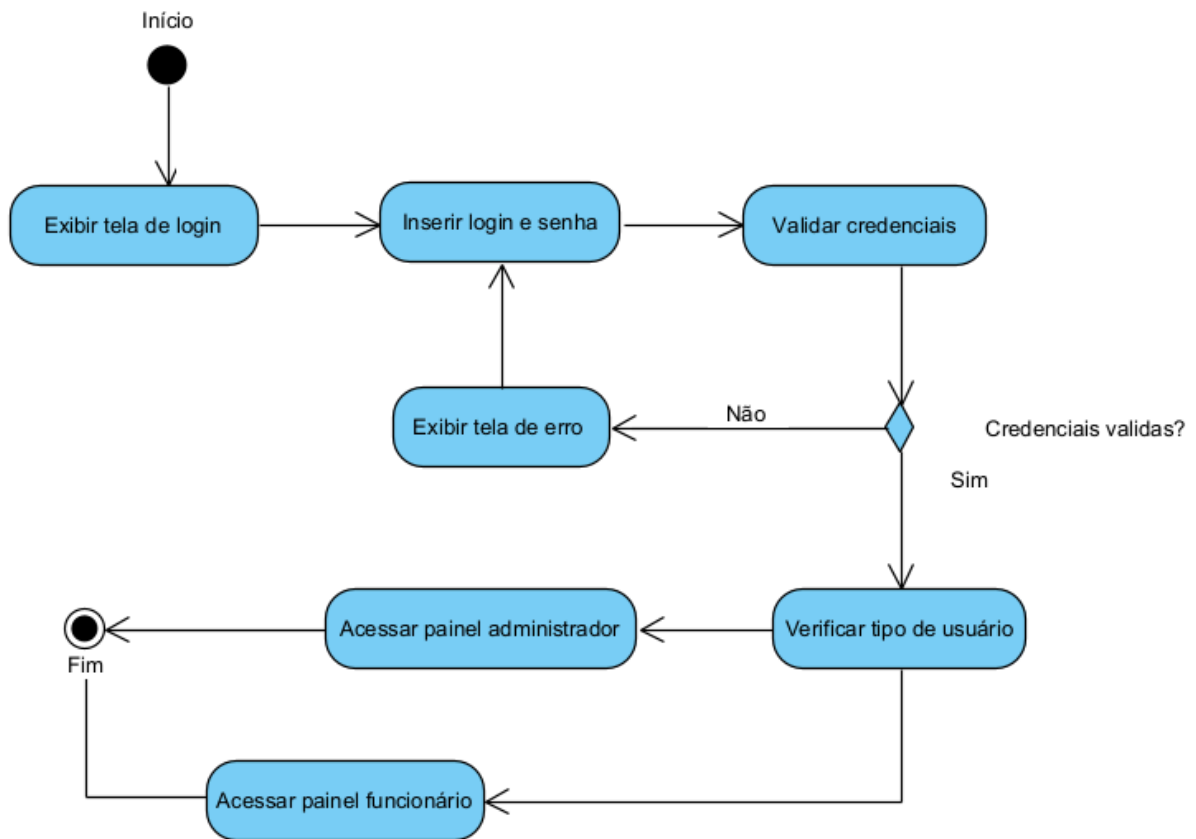 Início
Exibir tela de login
Inserir login e senha
Validar credenciais
Exibir tela de erro
Não
Credenciais validas?
Sim
Acessar painel administrador
Verificar tipo de usuário
Fim
Acessar painel funcionário